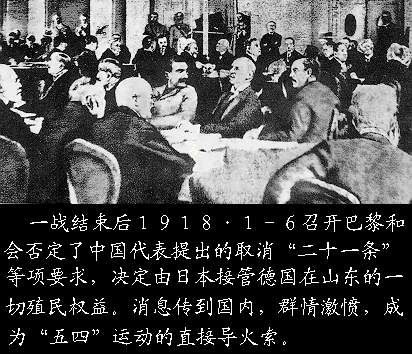 一战结束后1918·1-6召开巴黎和
会否定了中国代表提出的取消“二十一条”
等项要求，决定由日本接管德国在山东的一
切殖民权益。消息传到国内，群情激愤，成
为“五四”运动的直接导火索。